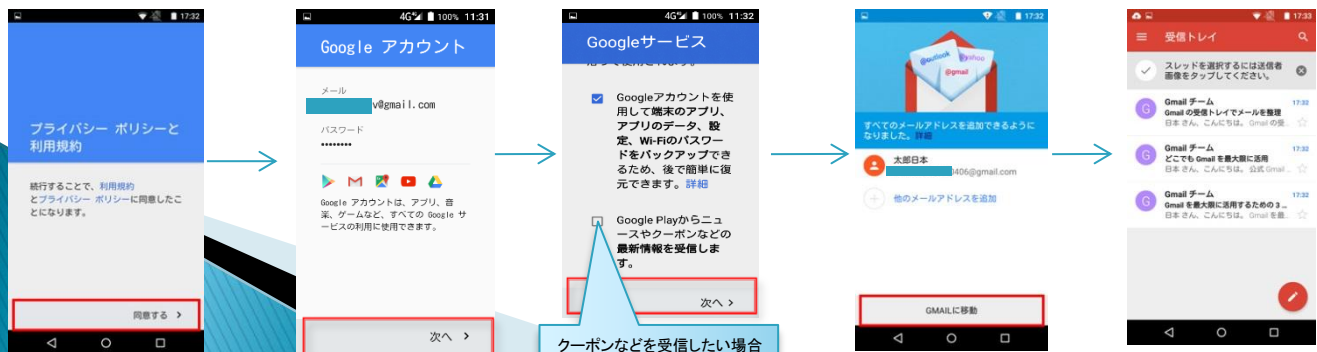 17:32
プライバシー ポリシーと
利用規約
続行することで、利用規約
とプライバシー ポリシーに同意したこ
とになります。
同意する >
4G 100% 11:31
Google アカウント
メール
v@gmail.com
パスワード
••••••••
Google アカウントは、アプリ、音
楽、ゲームなど、すべての Google サ
ービスの利用に使用できます。
次へ >
4G 100% 11:32
Googleサービス
Googleアカウントを使
用して端末のアプリ、
アプリのデータ、設
定、Wi-Fiのパスワー
ドをバックアップでき
るため、後で簡単に復
元できます。詳細
Google Playからニュ
ースやクーポンなどの
最新情報を受信しま
す。
次へ >
クーポンなどを受信したい場合
17:32
@outlook
@yahoo
@gmail
すべてのメールアドレスを追加できるように
なりました。詳細
太郎日本
0406@gmail.com
他のメールアドレスを追加
GMAILに移動
17:33
受信トレイ
スレッドを選択するには送信者
画像をタップしてください。
G
Gmail チーム 17:32
Gmail の受信トレイでメールを整理
日本 さん、こんにちは。 Gmail の受..
G
Gmail チーム 17:32
どこでも Gmail を最大限に活用
日本 さん、こんにちは。 公式 Gmail ..
G
Gmail チーム 17:32
Gmail を最大限に活用するための 3 ..
日本 さん、こんにちは。 Gmail を最..